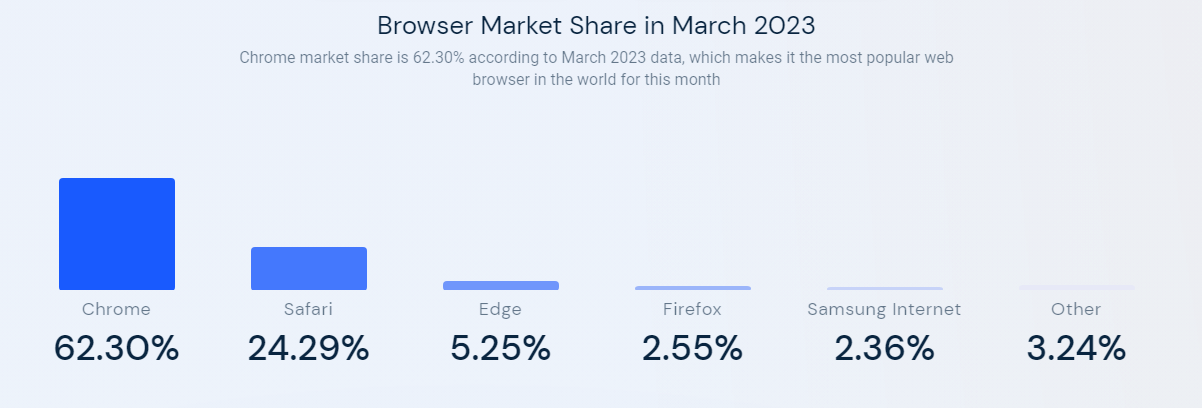 Browser Market Share in March 2023
Chrome market share is 62.30% according to March 2023 data, which makes it the most popular web
browser in the world for this month
Chrome
62.30%
Safari
24.29%
Edge
5.25%
Firefox
2.55%
Samsung Internet
2.36%
Other
3.24%